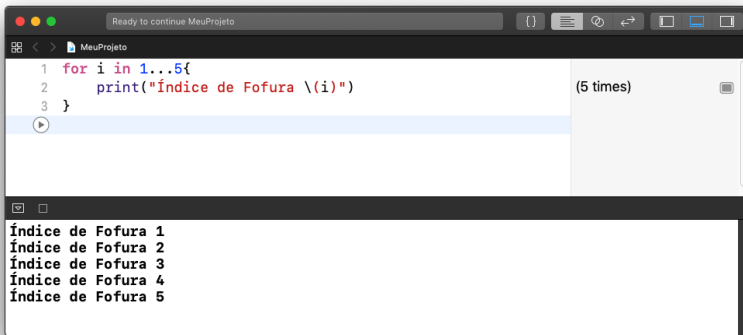 Ready to continue MeuProjeto
{ }
MeuProjeto
1 for i in 1...5{
2 print("Índice de Fofura \(i)")
(5 times)
3 }
Índice de Fofura 1
Índice de Fofura 2
Índice de Fofura 3
Índice de Fofura 4
Índice de Fofura 5